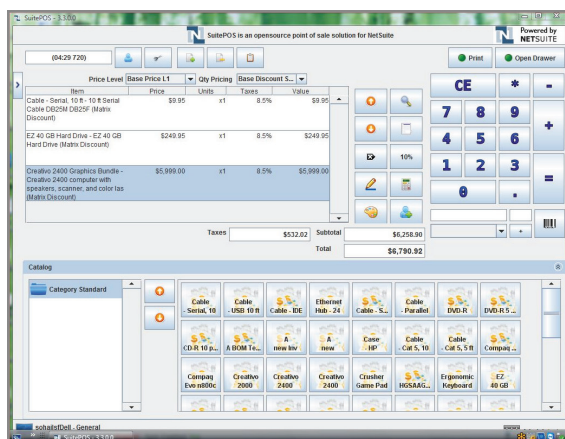 SuitePOS - 3.3.0.0
SuitePOS is an opensource point of sale solution for NetSuite
Powered by
NETSUITE
(04:29 720)
Print
Open Drawer
Price Level Base Price L1 Qty Pricing Base Discount S...
Item Price Units Taxes Value
Cable - Serial, 10 ft - 10 ft Serial $9.95 x1 8.5% $9.95
Cable DB25M DB25F (Matrix
Discount)
EZ 40 GB Hard Drive - EZ 40 GB $249.95 x1 8.5% $249.95
Hard Drive (Matrix Discount)
Creativo 2400 Graphics Bundle - $5,999.00 x1 8.5% $5,999.00
Creativo 2400 computer with
speakers, scanner, and color las
(Matrix Discount)
10%
CE * -
7 8 9 +
4 5 6
1 2 3 =
0 .
+
Taxes $532.02 Subtotal $6,258.90
Total $6,790.92
Catalog
Category Standard
Cable - Serial, 10
Cable - USB 10 ft
Cable - IDE
Ethernet Hub - 24
Cable - S...
Cable - Parallel
DVD-R
DVD-R 5 ...
CD-R 10 p...
A BOM Te...
A new Inv
A new
Case HP
Cable - Cat 5, 10
Cable - Cat 5, 5 ft
Compaq ...
Compaq Evo n800c
Creativo 2000
Creativo 2400
Creativo 2400
Crusher Game Pad
HGSAAG...
Ergonomic Keyboard
EZ 40 GB
sohailsfDell - General
SuitePOS - 3.3.0.0